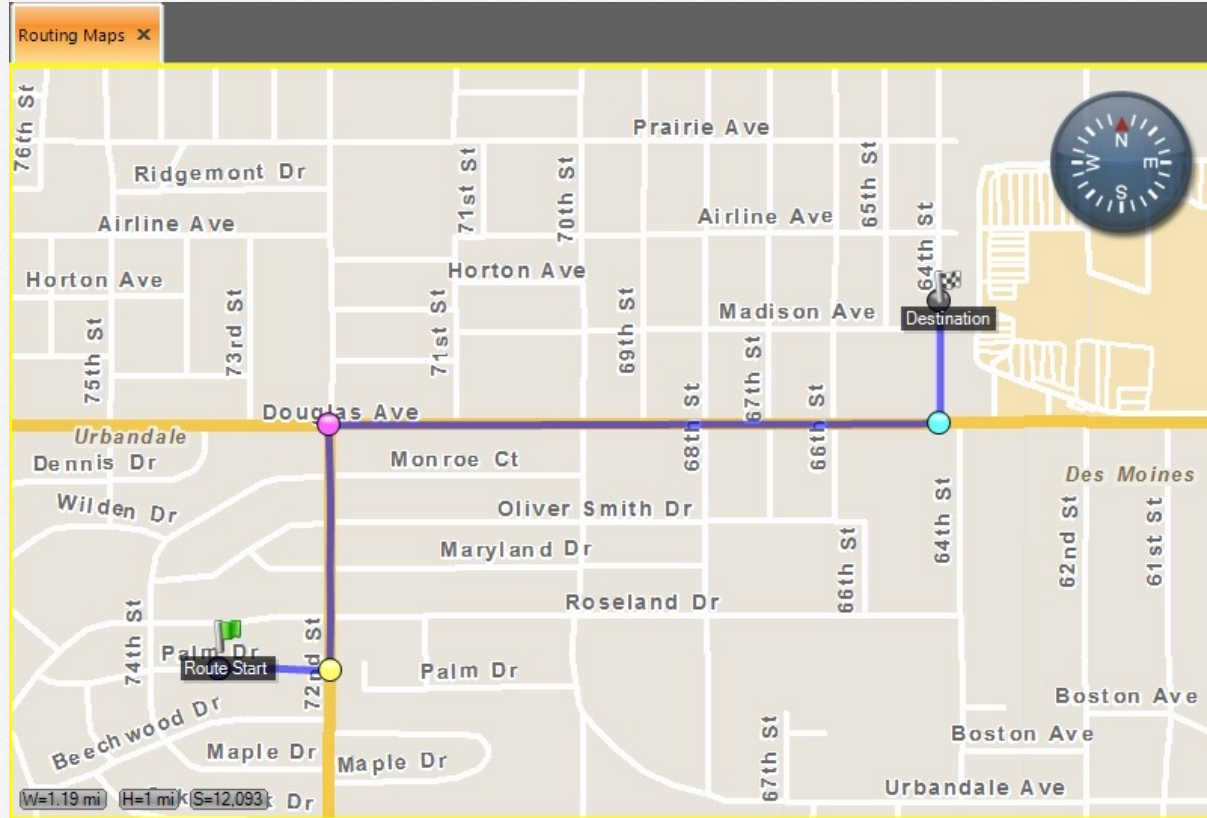 Routing Maps ×
Prairie Ave
76th St
Ridgemont Dr
71st St
70th St
65th St
N
W
E
S
Airline Ave
Airline Ave
64th St
Horton Ave
Horton Ave
73rd St
71st St
69th St
Madison Ave
Destination
75th St
67th St
68th St
66th St
Douglas Ave
Urbandale
Dennis Dr
Monroe Ct
Des Moines
Wilden Dr
Oliver Smith Dr
64th St
62nd St
61st St
Maryland Dr
66th St
Roseland Dr
74th St
72nd St
Palm Dr
Route Start
Palm Dr
Beechwood Dr
Boston Ave
Maple Dr
Maple Dr
67th St
Boston Ave
Urbandale Ave
W=1.19 mi
H=1 mi
S=12,093
Dr